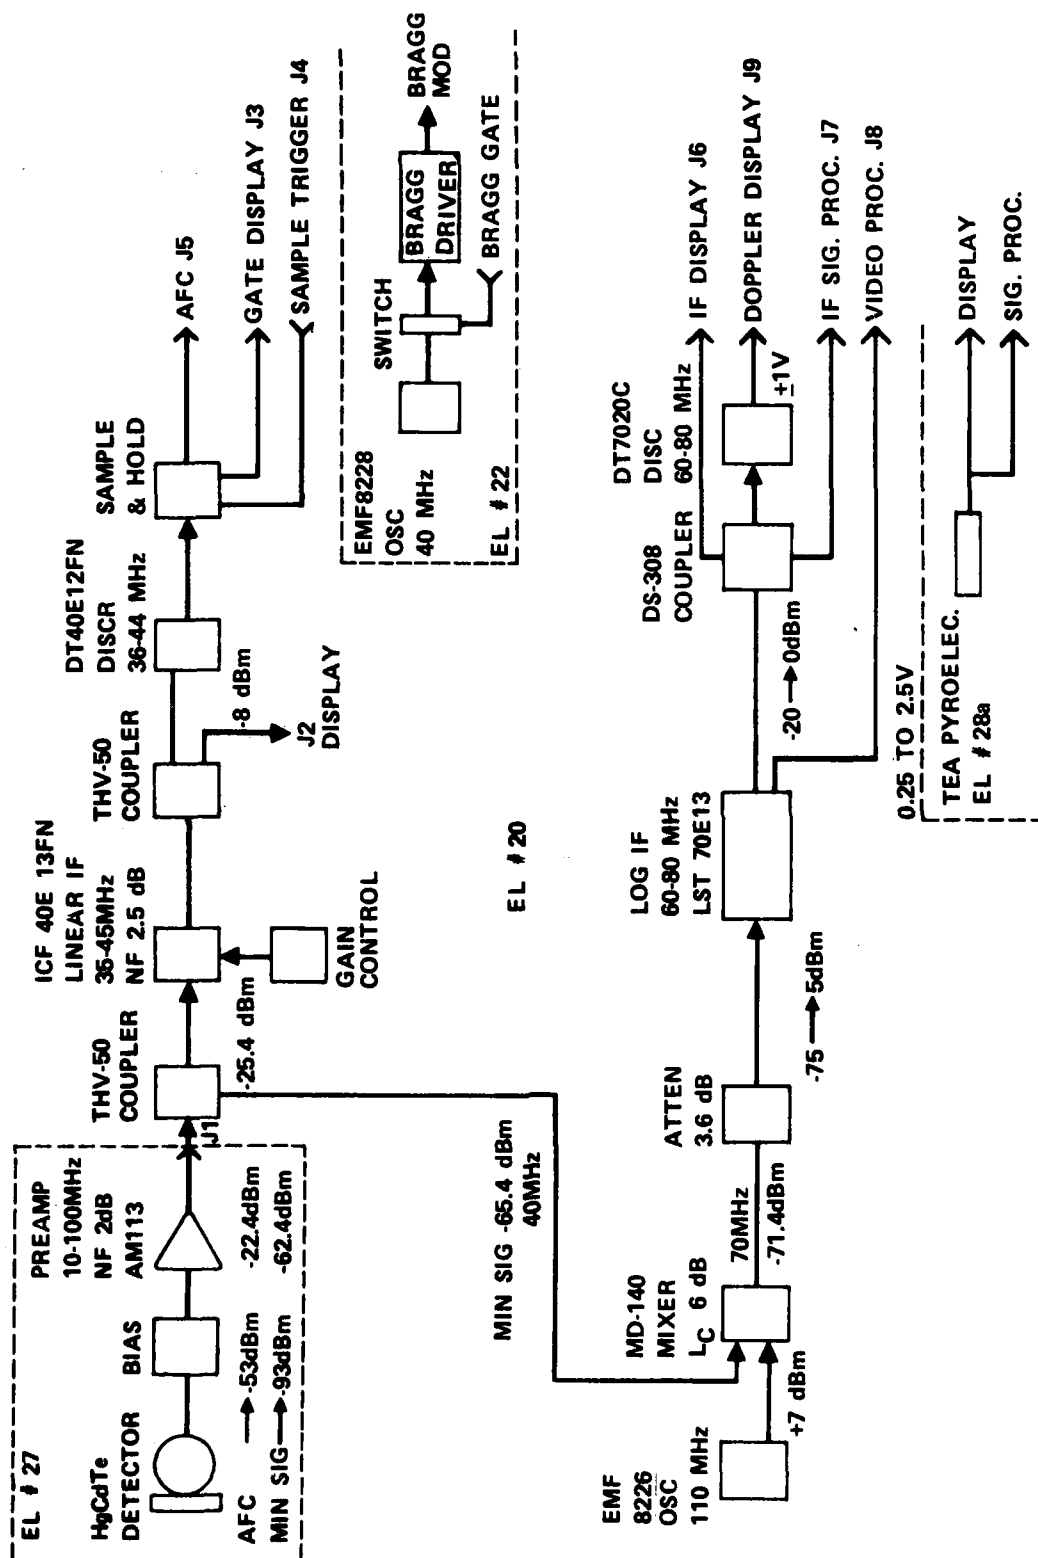 EL # 27
HgCdTe
DETECTOR
BIAS
PREAMP
10-100MHz
NF 2dB
AM113
AFC → -53dBm
-22.4dBm
MIN SIG → -93dBm
-62.4dBm
J1
THV-50
COUPLER
-25.4 dBm
ICF 40E 13FN
LINEAR IF
35-45MHz
NF 2.5 dB
GAIN
CONTROL
THV-50
COUPLER
-8 dBm
J2
DISPLAY
DT40E12FN
DISCR
36-44 MHz
SAMPLE
& HOLD
AFC J5
GATE DISPLAY J3
SAMPLE TRIGGER J4
EMF8228
OSC
40 MHz
EL # 22
SWITCH
BRAGG
DRIVER
BRAGG
MOD
BRAGG GATE
MIN SIG -65.4 dBm
40MHz
EL # 20
EMF
8226
OSC
110 MHz
+7 dBm
MD-140
MIXER
LC 6 dB
70MHz
-71.4dBm
ATTEN
3.6 dB
-75 → 5dBm
LOG IF
60-80 MHz
LST 70E13
-20 → 0dBm
DS-308
COUPLER
DT7020C
DISC
60-80 MHz
±1V
IF DISPLAY J6
DOPPLER DISPLAY J9
IF SIG. PROC. J7
VIDEO PROC. J8
0.25 TO 2.5V
TEA PYROELEC.
EL # 28a
DISPLAY
SIG. PROC.